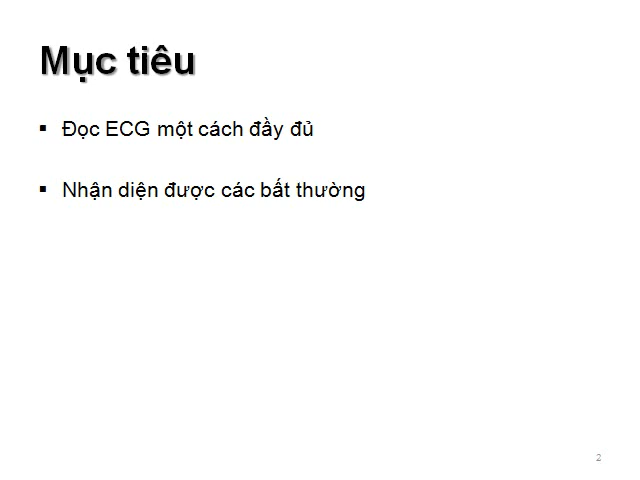 Mục tiêu
▪ Đọc ECG một cách đầy đủ
▪ Nhận diện được các bất thường
2